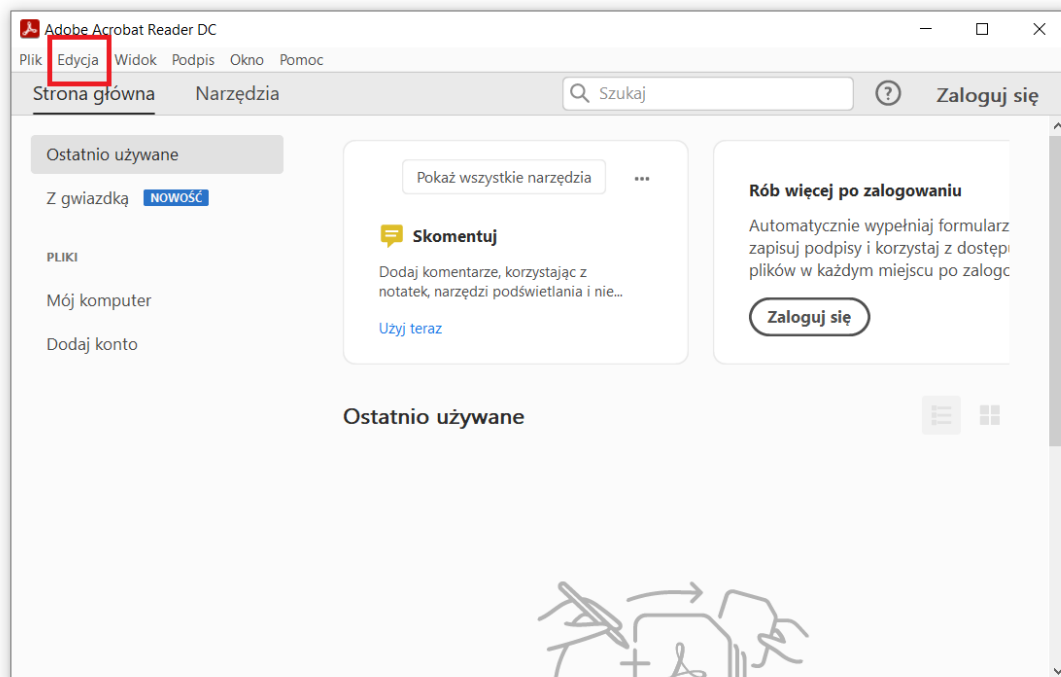 Adobe Acrobat Reader DC
Plik Edycja Widok Podpis Okno Pomoc
Strona główna Narzędzia Szukaj Zaloguj się
Ostatnio używane
Z gwiazdką NOWOŚĆ
PLIKI
Mój komputer
Dodaj konto
Pokaż wszystkie narzędzia
Skomentuj
Dodaj komentarze, korzystając z
notatek, narzędzi podświetlania i nie...
Użyj teraz
Rób więcej po zalogowaniu
Automatycznie wypełniaj formularz
zapisuj podpisy i korzystaj z dostępu
plików w każdym miejscu po zalogo
Zaloguj się
Ostatnio używane